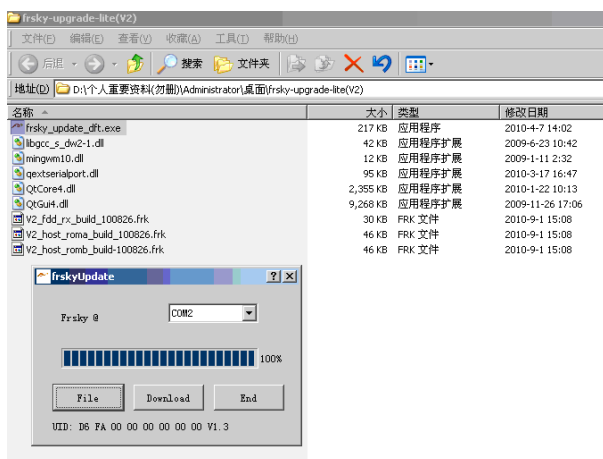 frsky-upgrade-lite(V2)
文件(F) 编辑(E) 查看(V) 收藏(A) 工具(T) 帮助(H)
后退 搜索 文件夹
地址(D) D:\个人重要资料(勿删)\Administrator\桌面\frsky-upgrade-lite(V2)
名称 大小 类型 修改日期
frsky_update_dft.exe 217 KB 应用程序 2010-4-7 14:02
libgcc_s_dw2-1.dll 42 KB 应用程序扩展 2009-6-23 10:42
mingwm10.dll 12 KB 应用程序扩展 2009-1-11 2:32
qextserialport.dll 95 KB 应用程序扩展 2010-3-17 16:47
QtCore4.dll 2,355 KB 应用程序扩展 2010-1-22 10:13
QtGui4.dll 9,268 KB 应用程序扩展 2009-11-26 17:06
V2_fdd_rx_build_100826.frk 30 KB FRK 文件 2010-9-1 15:08
V2_host_roma_build_100826.frk 46 KB FRK 文件 2010-9-1 15:08
V2_host_romb_build-100826.frk 46 KB FRK 文件 2010-9-1 15:08
frskyUpdate
Frsky @ COM2
100%
File Download End
UID: D6 FA 00 00 00 00 00 00 V1.3